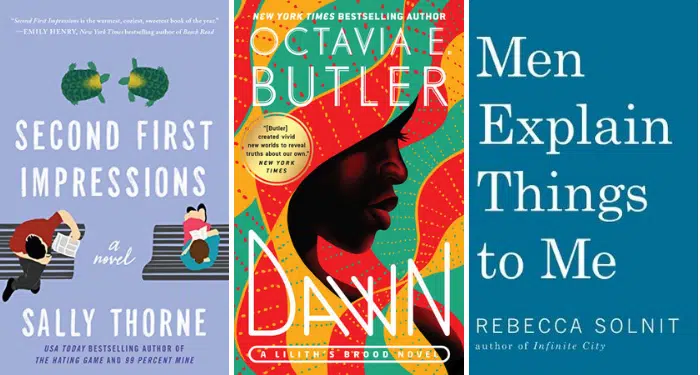 "Second First Impressions is the warmest, coziest, sweetest book of the year."
—EMILY HENRY, New York Times bestselling author of Beach Read
SECOND FIRST
IMPRESSIONS
a
novel
SALLY THORNE
USA TODAY BESTSELLING AUTHOR OF
THE HATING GAME AND 99 PERCENT MINE
NEW YORK TIMES BESTSELLING AUTHOR
OCTAVIA E.
BUTLER
"[Butler]
created vivid
new worlds to reveal
truths about our own."
NEW YORK
TIMES
DAWN
A LILITH'S BROOD NOVEL
Men
Explain
Things
to Me
REBECCA SOLNIT
author of Infinite City